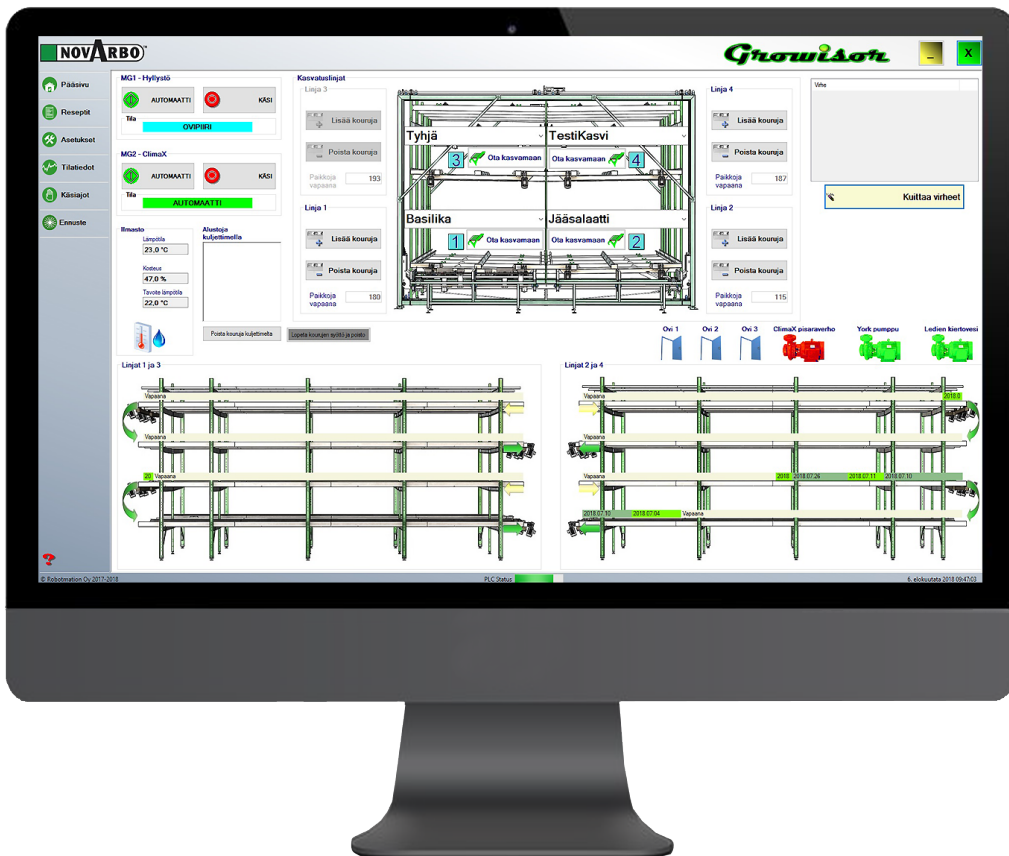 NOVARBO
Growisor
_
X
Pääsivu
Reseptit
Asetukset
Tilatiedot
Käsiajot
Ennuste
?
MG1 - Hyllystö
AUTOMAATTI
KÄSI
Tila
OVIPIIRI
MG2 - ClimaX
AUTOMAATTI
KÄSI
Tila
AUTOMAATTI
Ilmasto
Lämpötila
23,0 °C
Kosteus
47,0 %
Tavoite lämpötila
22,0 °C
Alustoja
kuljettimella
Poista kouruja kuljettimelta
Lopeta kourujen syöttö ja poisto
Kasvatuslinjat
Linja 3
Lisää kouruja
Poista kouruja
Paikkoja
vapaana
193
Linja 1
Lisää kouruja
Poista kouruja
Paikkoja
vapaana
180
Tyhjä
TestiKasvi
3
Ota kasvamaan
Ota kasvamaan
4
Basilika
Jääsalaatti
1
Ota kasvamaan
Ota kasvamaan
2
Linja 4
Lisää kouruja
Poista kouruja
Paikkoja
vapaana
187
Linja 2
Lisää kouruja
Poista kouruja
Paikkoja
vapaana
115
Virhe
Kuittaa virheet
Ovi 1
Ovi 2
Ovi 3
ClimaX pisaraverho
York pumppu
Ledien kiertovesi
Linjat 1 ja 3
Vapaana
Vapaana
20 Vapaana
Linjat 2 ja 4
Vapaana
2018.0
Vapaana
Vapaana
2018
2018.07.26
2018.07.11
2018.07.10
2018.07.10
2018.07.04
Vapaana
© Robotmation Oy 2017-2018
PLC Status
6. elokuutata 2018 09:47:03